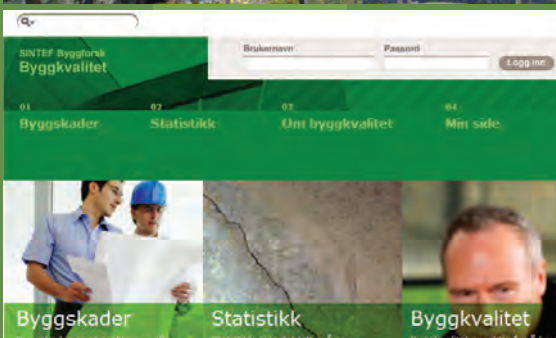 SINTEF Byggforsk
Byggkvalitet
Brukernavn
Passord
Logg inn
01
Byggskader
02
Statistikk
03
Om byggkvalitet
04
Min side
Byggskader
Statistikk
Byggkvalitet